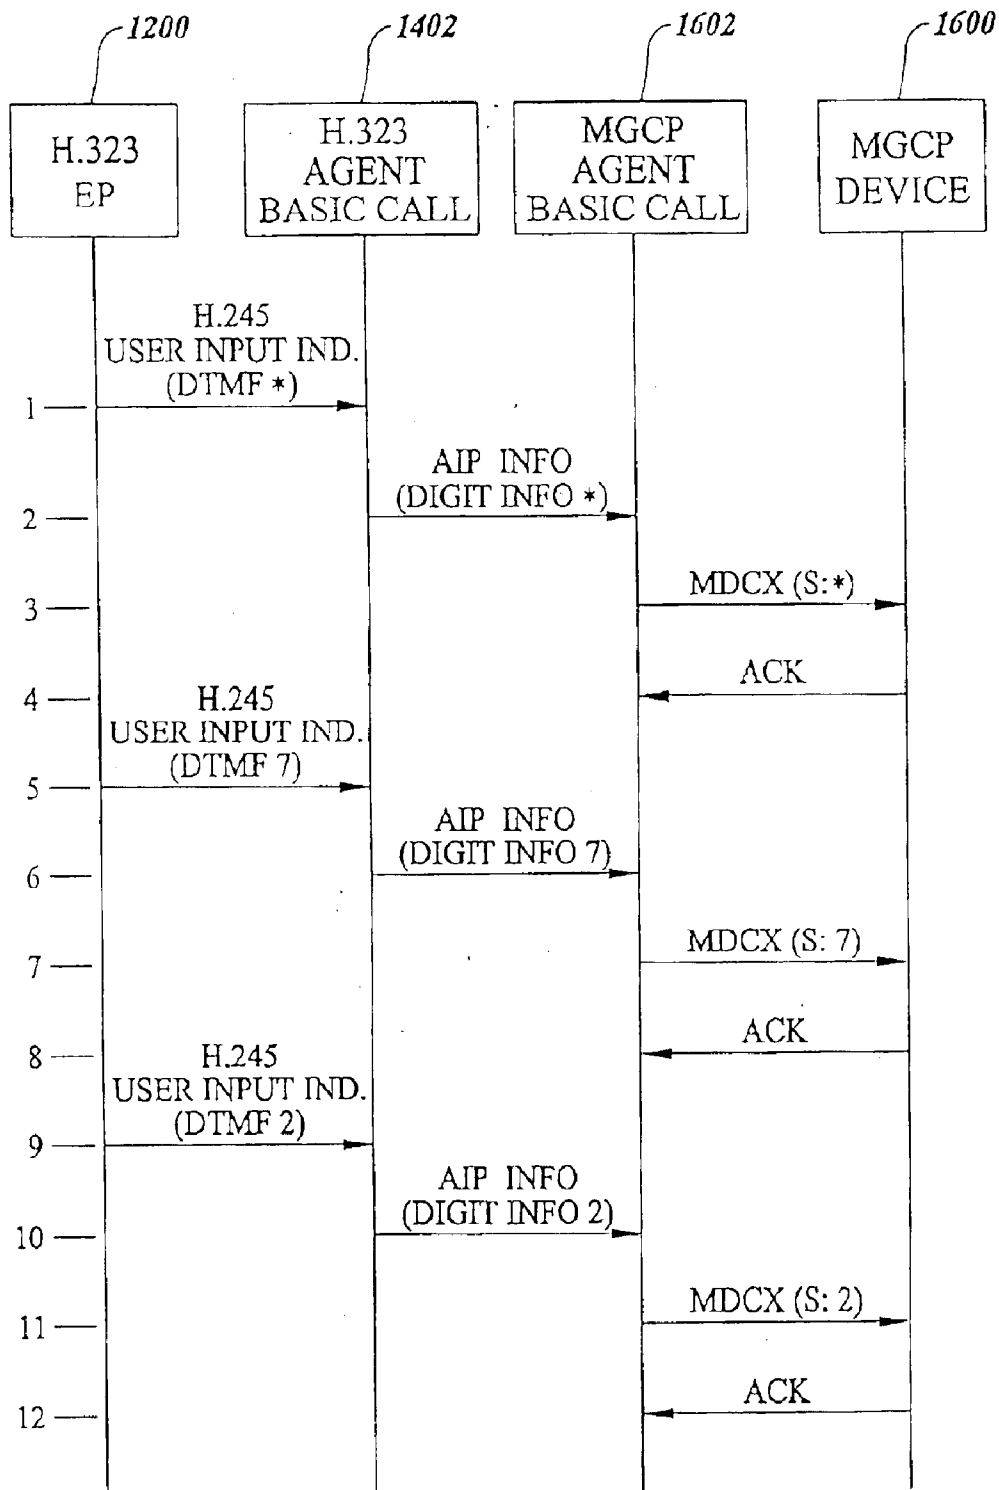 1200
1402
1602
1600
H.323
EP
H.323
AGENT
BASIC CALL
MGCP
AGENT
BASIC CALL
MGCP
DEVICE
H.245
USER INPUT IND.
(DTMF *)
1
AIP INFO
(DIGIT INFO *)
2
MDCX (S:*)
3
ACK
4
H.245
USER INPUT IND.
(DTMF 7)
5
AIP INFO
(DIGIT INFO 7)
6
MDCX (S: 7)
7
ACK
8
H.245
USER INPUT IND.
(DTMF 2)
9
AIP INFO
(DIGIT INFO 2)
10
MDCX (S: 2)
11
ACK
12